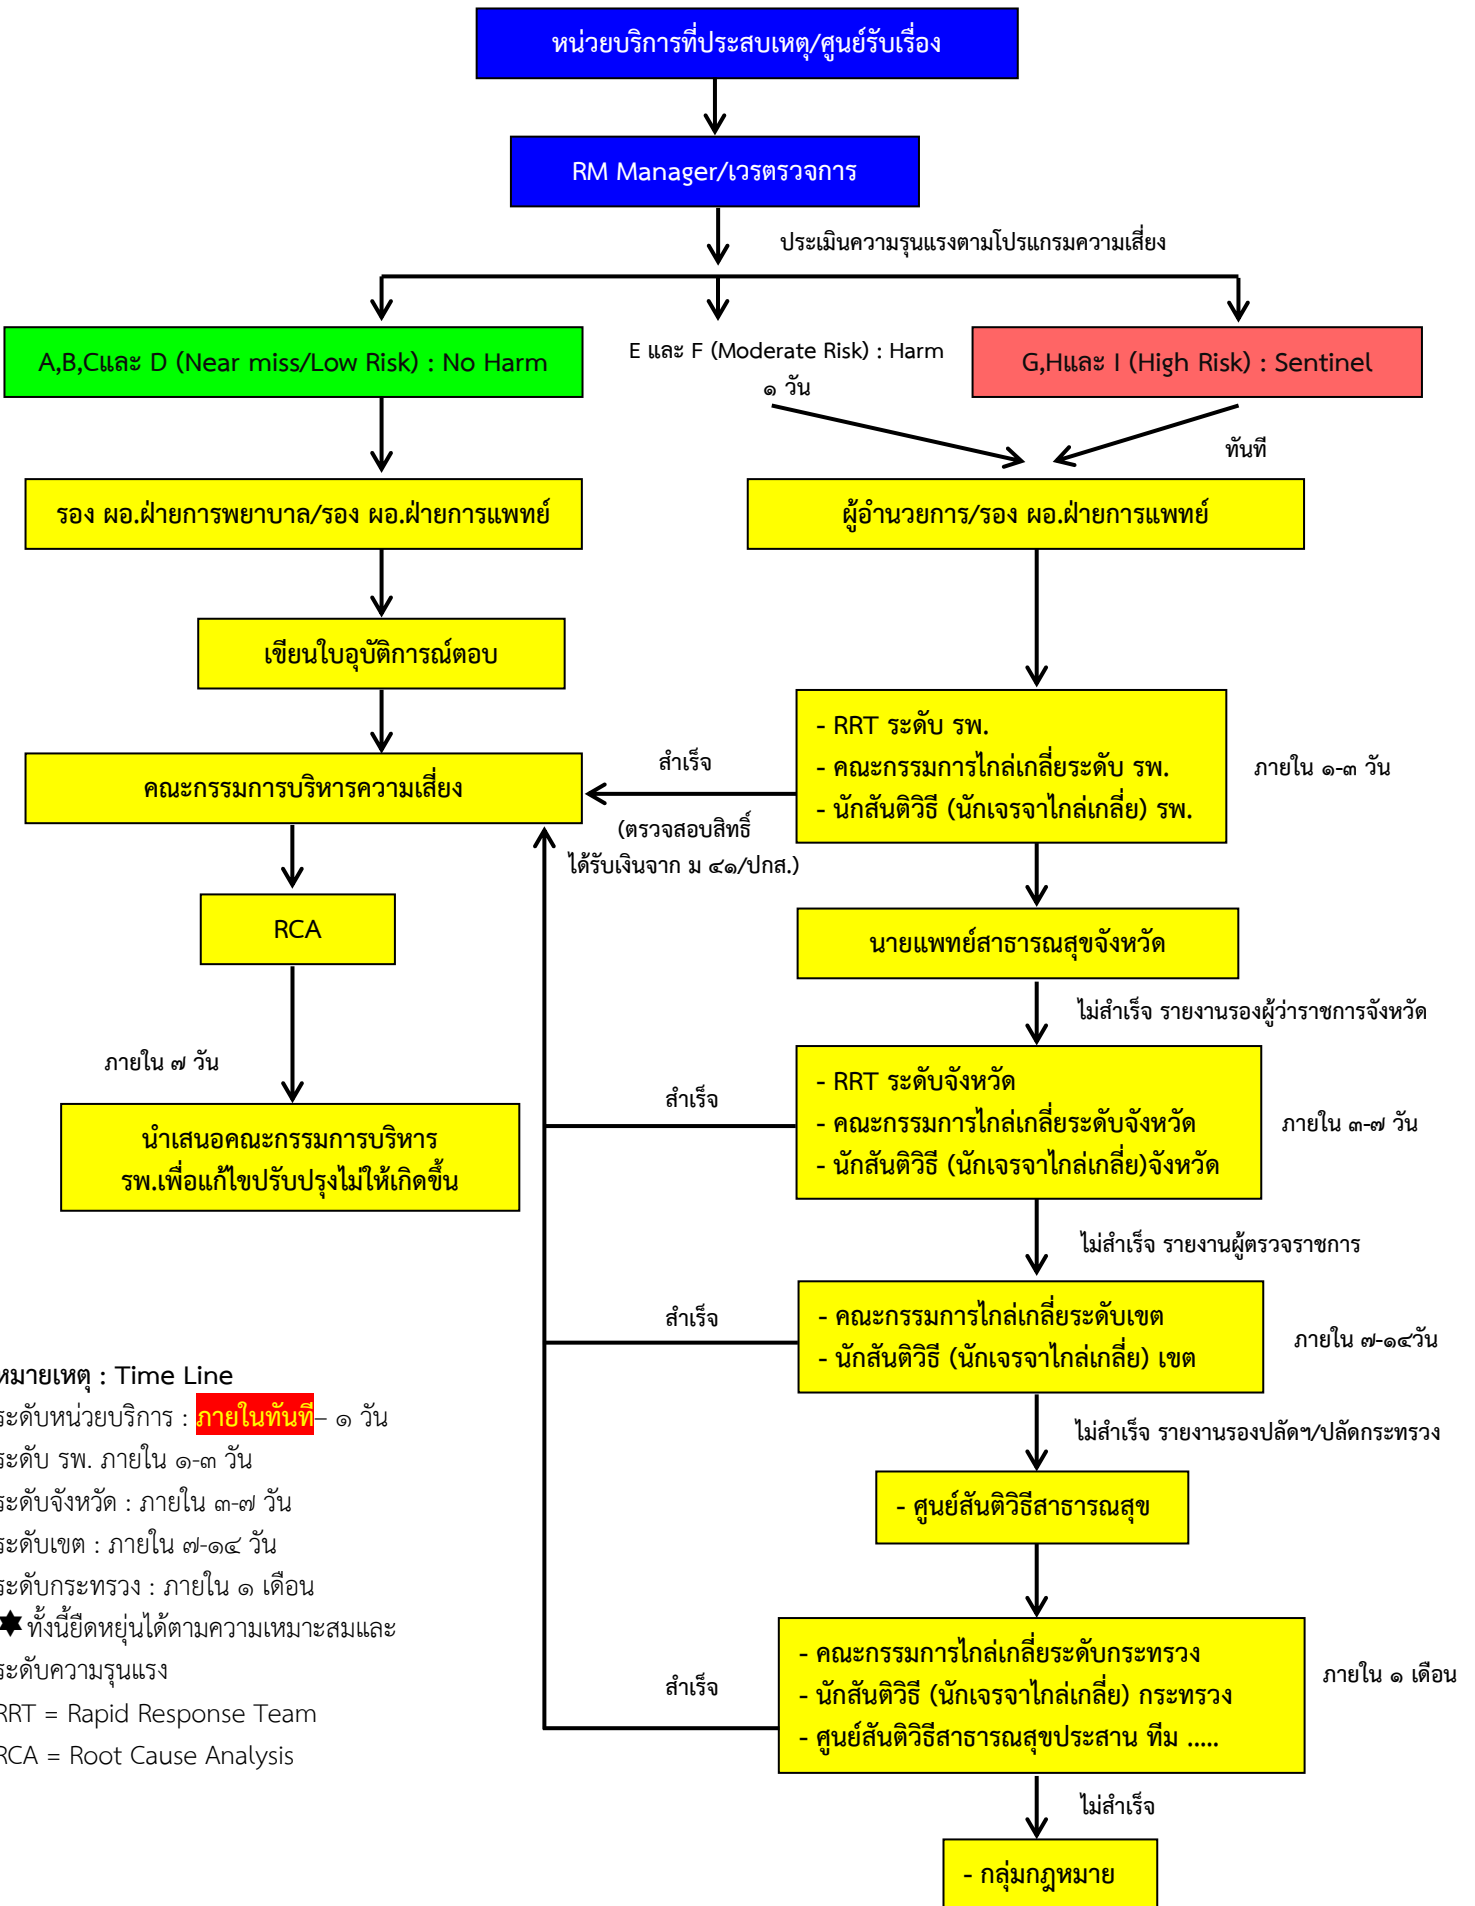 หน่วยบริการที่ประสบเหตุ/ศูนย์รับเรื่อง
RM Manager/เวรตรวจการ
ประเมินความรุนแรงตามโปรแกรมความเสี่ยง
A,B,Cและ D (Near miss/Low Risk) : No Harm
E และ F (Moderate Risk) : Harm
๑ วัน
G,Hและ I (High Risk) : Sentinel
ทันที
รอง ผอ.ฝ่ายการพยาบาล/รอง ผอ.ฝ่ายการแพทย์
ผู้อำนวยการ/รอง ผอ.ฝ่ายการแพทย์
เขียนใบอุบัติการณ์ตอบ
- RRT ระดับ รพ.
- คณะกรรมการไกล่เกลี่ยระดับ รพ.
- นักสันติวิธี (นักเจรจาไกล่เกลี่ย) รพ.
ภายใน ๑-๓ วัน
สำเร็จ
(ตรวจสอบสิทธิ์
ได้รับเงินจาก ม ๔๑/ปกส.)
คณะกรรมการบริหารความเสี่ยง
RCA
นายแพทย์สาธารณสุขจังหวัด
ไม่สำเร็จ รายงานรองผู้ว่าราชการจังหวัด
ภายใน ๗ วัน
นำเสนอคณะกรรมการบริหาร
รพ.เพื่อแก้ไขปรับปรุงไม่ให้เกิดขึ้น
สำเร็จ
- RRT ระดับจังหวัด
- คณะกรรมการไกล่เกลี่ยระดับจังหวัด
- นักสันติวิธี (นักเจรจาไกล่เกลี่ย)จังหวัด
ภายใน ๓-๗ วัน
ไม่สำเร็จ รายงานผู้ตรวจราชการ
สำเร็จ
- คณะกรรมการไกล่เกลี่ยระดับเขต
- นักสันติวิธี (นักเจรจาไกล่เกลี่ย) เขต
ภายใน ๗-๑๔วัน
ไม่สำเร็จ รายงานรองปลัดฯ/ปลัดกระทรวง
- ศูนย์สันติวิธีสาธารณสุข
สำเร็จ
- คณะกรรมการไกล่เกลี่ยระดับกระทรวง
- นักสันติวิธี (นักเจรจาไกล่เกลี่ย) กระทรวง
- ศูนย์สันติวิธีสาธารณสุขประสาน ทีม .....
ภายใน ๑ เดือน
ไม่สำเร็จ
- กลุ่มกฎหมาย
หมายเหตุ : Time Line
ระดับหน่วยบริการ : ภายในทันที– ๑ วัน
ระดับ รพ. ภายใน ๑-๓ วัน
ระดับจังหวัด : ภายใน ๓-๗ วัน
ระดับเขต : ภายใน ๗-๑๔ วัน
ระดับกระทรวง : ภายใน ๑ เดือน
ทั้งนี้ยืดหยุ่นได้ตามความเหมาะสมและ
ระดับความรุนแรง
RRT = Rapid Response Team
RCA = Root Cause Analysis